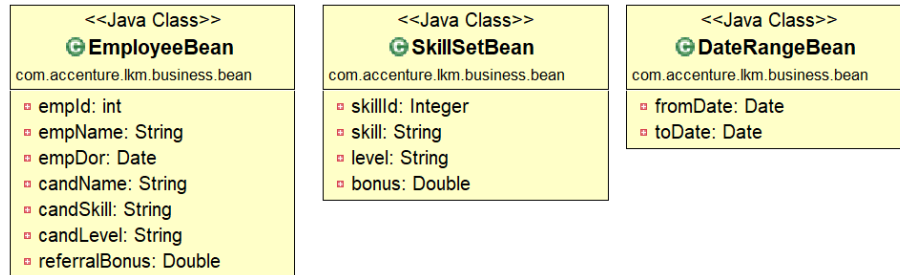 <<Java Class>>
EmployeeBean
com.accenture.lkm.business.bean
empId: int
empName: String
empDor: Date
candName: String
candSkill: String
candLevel: String
referralBonus: Double
<<Java Class>>
SkillSetBean
com.accenture.lkm.business.bean
skillId: Integer
skill: String
level: String
bonus: Double
<<Java Class>>
DateRangeBean
com.accenture.lkm.business.bean
fromDate: Date
toDate: Date